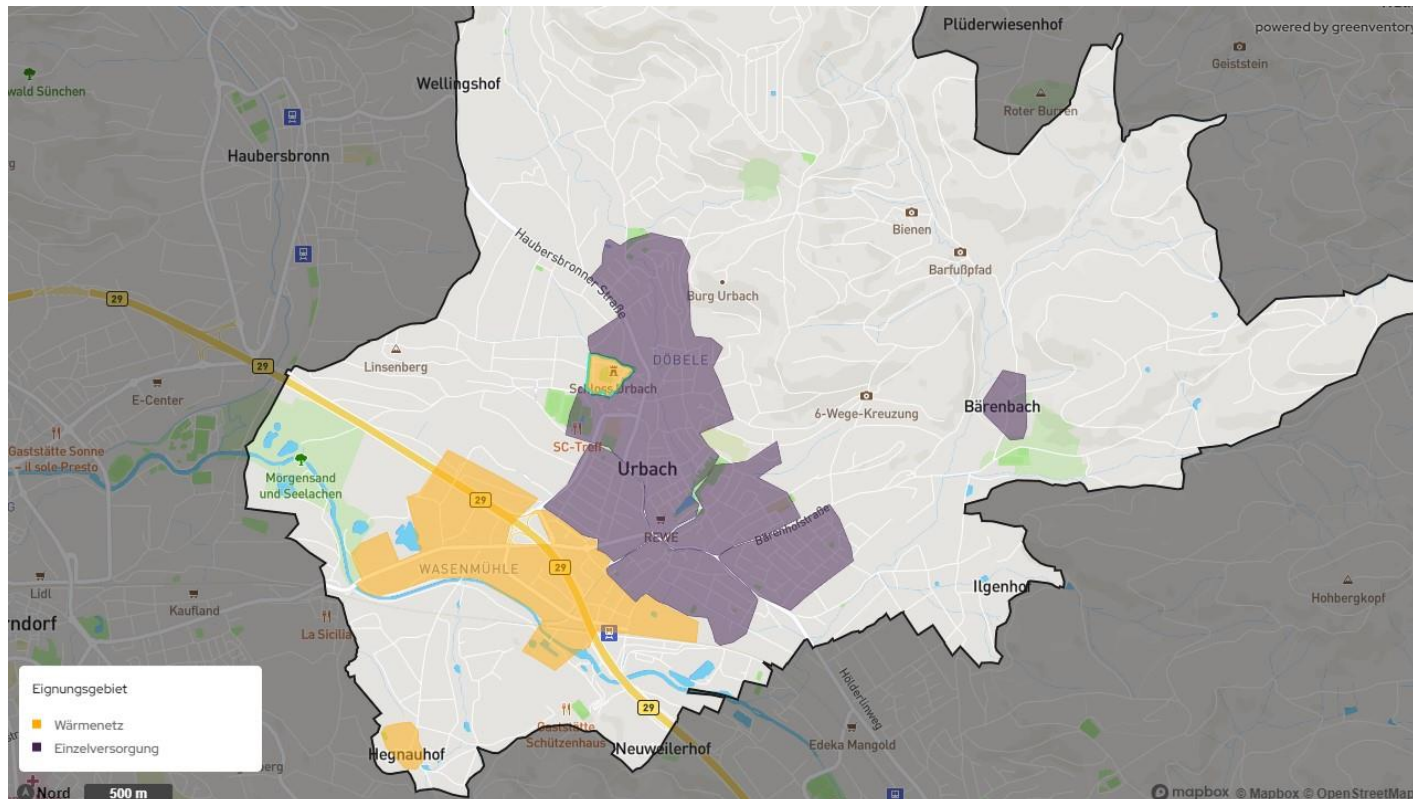 Plüderwiesenhof
powered by greenventory
Geiststein
Wellingshof
wald Sünchen
Roter Burren
Haubersbronn
Bienen
Haubersbronner Straße
Barfußpfad
Burg Urbach
29
Linsenberg
DÖBELE
29
E-Center
Schloss Urbach
6-Wege-Kreuzung
Bärenbach
Gaststätte Sonne
– il sole-Presto
SC-Treff
Urbach
Morgensand
und Seelachen
29
REWE
Bärenhofstraße
WASENMÜHLE
29
Lidl
Kaufland
Ilgenhof
Hohbergkopf
La Sicilia
rndorf
Hölderlinweg
Eignungsgebiet
Wärmenetz
Einzelversorgung
29
Gaststätte
Schützenhaus
Neuweilerhof
Edeka Mangold
Hegnauhof
berg
Nord
500 m
mapbox © Mapbox © OpenStreetMap